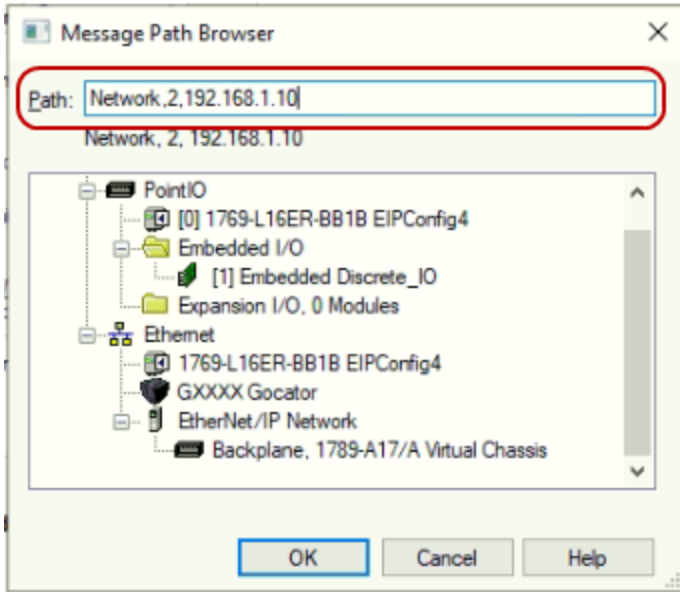 Message Path Browser
Path: Network,2,192.168.1.10
Network, 2, 192.168.1.10
PointIO
[0] 1769-L16ER-BB1B EIPConfig4
Embedded I/O
[1] Embedded Discrete_IO
Expansion I/O, 0 Modules
Ethernet
1769-L16ER-BB1B EIPConfig4
GXXXX Gocator
EtherNet/IP Network
Backplane, 1789-A17/A Virtual Chassis
OK Cancel Help